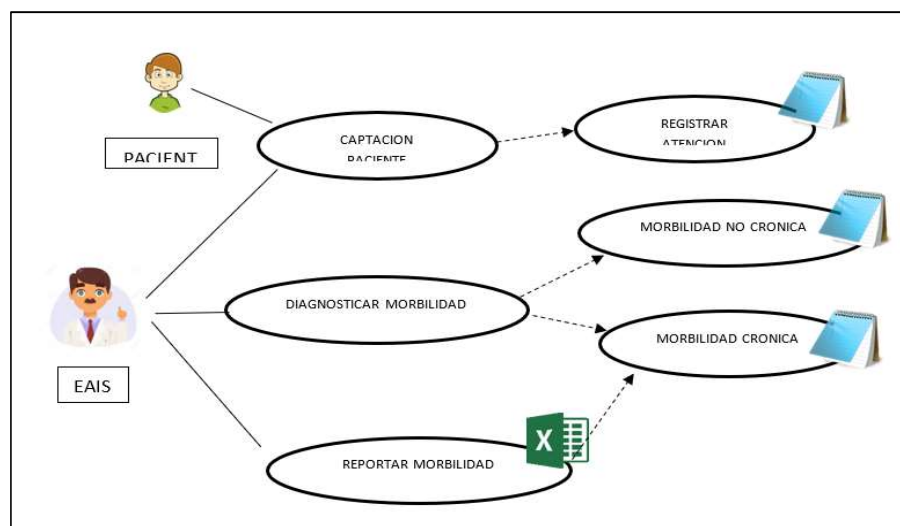 PACIENT
CAPTACION
PACIENTE
REGISTRAR
ATENCION
MORBILIDAD NO CRONICA
DIAGNOSTICAR MORBILIDAD
MORBILIDAD CRONICA
EAIS
REPORTAR MORBILIDAD
X